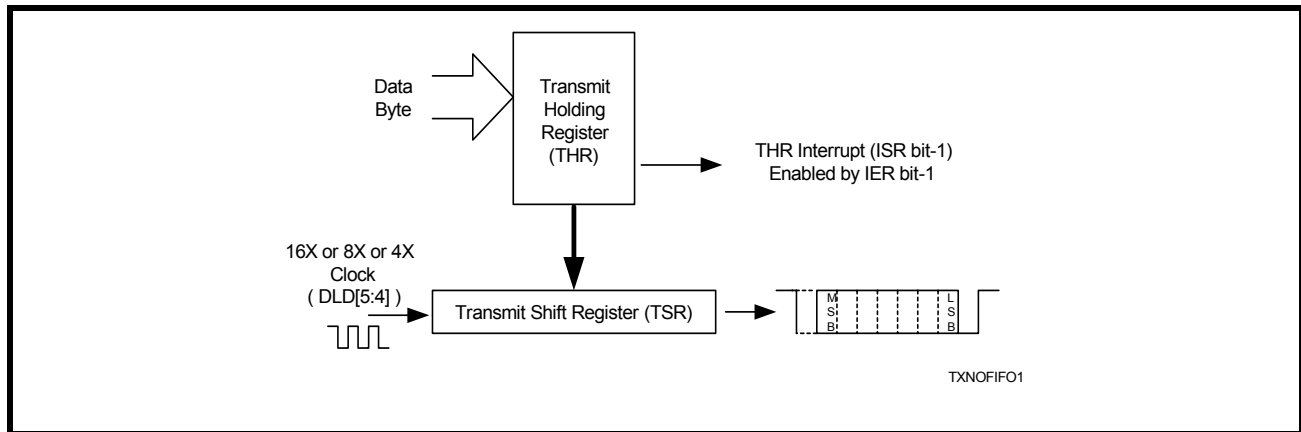 Data
Byte
Transmit
Holding
Register
(THR)
THR Interrupt (ISR bit-1)
Enabled by IER bit-1
16X or 8X or 4X
Clock
( DLD[5:4] )
Transmit Shift Register (TSR)
M
S
B
L
S
B
TXNOFIFO1